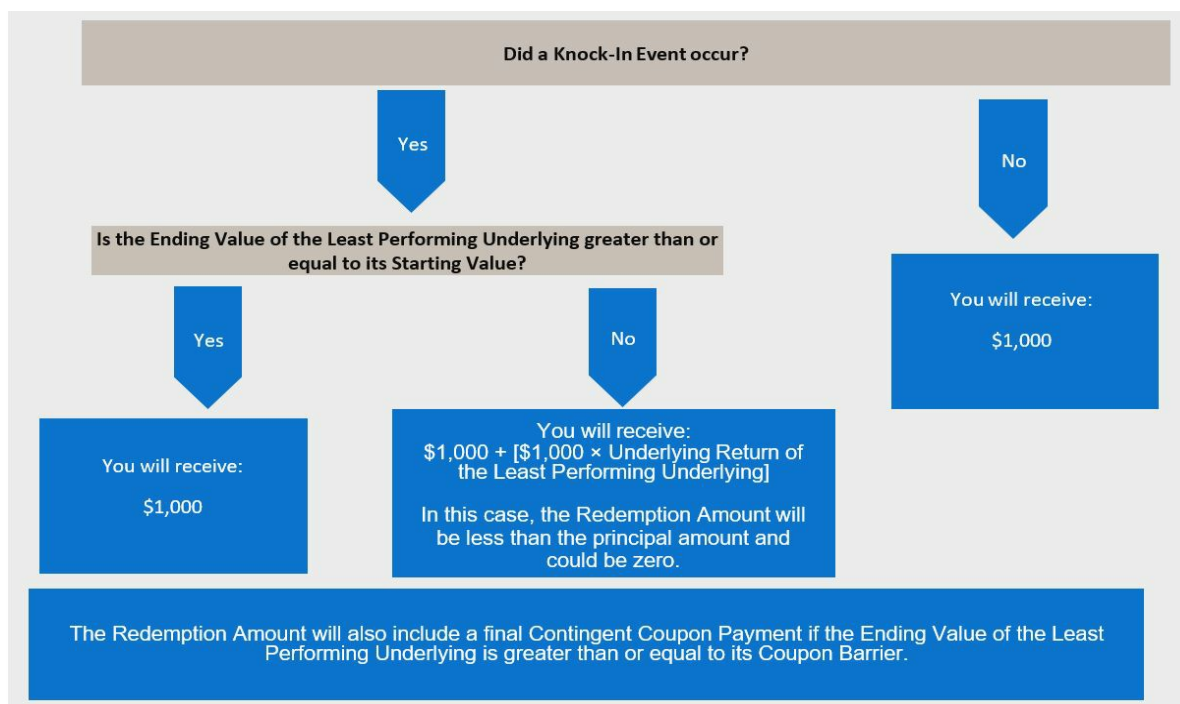 Did a Knock-In Event occur?
Yes
No
Is the Ending Value of the Least Performing Underlying greater than or
equal to its Starting Value?
Yes
No
You will receive:
$1,000
You will receive:
$1,000
You will receive:
$1,000 + [$1,000 × Underlying Return of
the Least Performing Underlying]
In this case, the Redemption Amount will
be less than the principal amount and
could be zero.
The Redemption Amount will also include a final Contingent Coupon Payment if the Ending Value of the Least
Performing Underlying is greater than or equal to its Coupon Barrier.